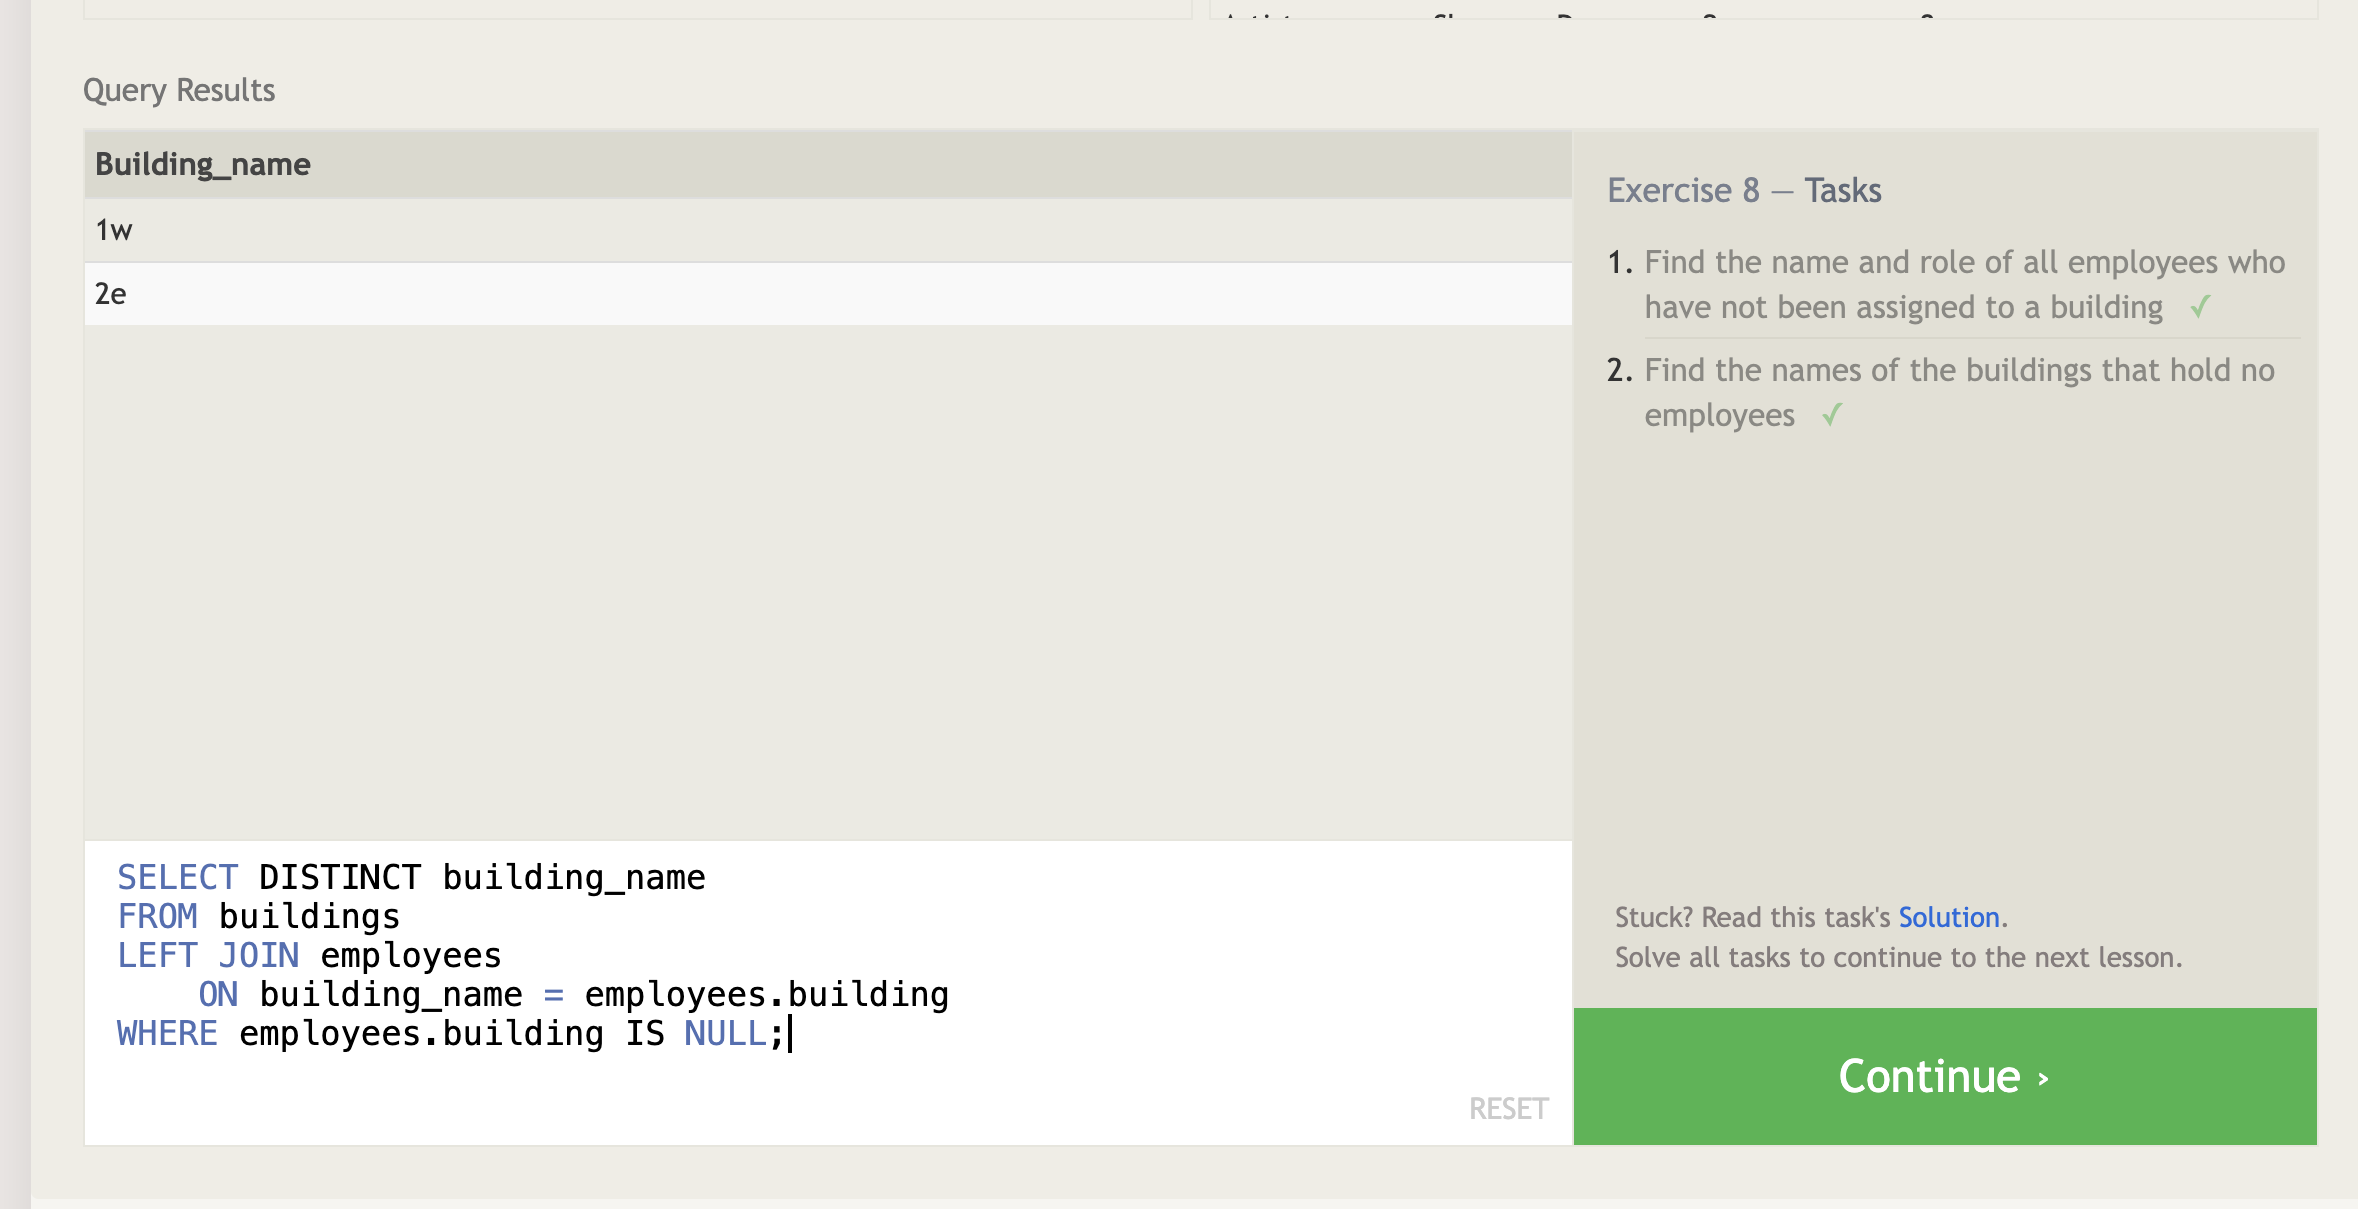 Query Results
Building_name
1w
2e
Exercise 8 — Tasks
1. Find the name and role of all employees who
have not been assigned to a building ✓
2. Find the names of the buildings that hold no
employees ✓
SELECT DISTINCT building_name
FROM buildings
LEFT JOIN employees
    ON building_name = employees.building
WHERE employees.building IS NULL;
RESET
Stuck? Read this task's Solution.
Solve all tasks to continue to the next lesson.
Continue ›